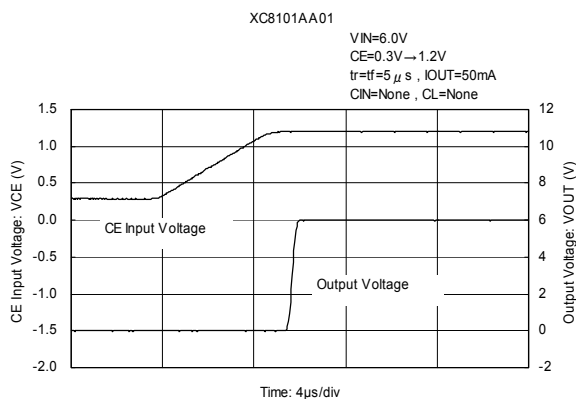 XC8101AA01
VIN=6.0V
CE=0.3V→1.2V
tr=tf=5μs , IOUT=50mA
CIN=None , CL=None
CE Input Voltage: VCE (V)
1.5
1.0
0.5
0.0
-0.5
-1.0
-1.5
-2.0
CE Input Voltage
Output Voltage
12
10
8
6
4
2
0
-2
Output Voltage: VOUT (V)
Time: 4μs/div